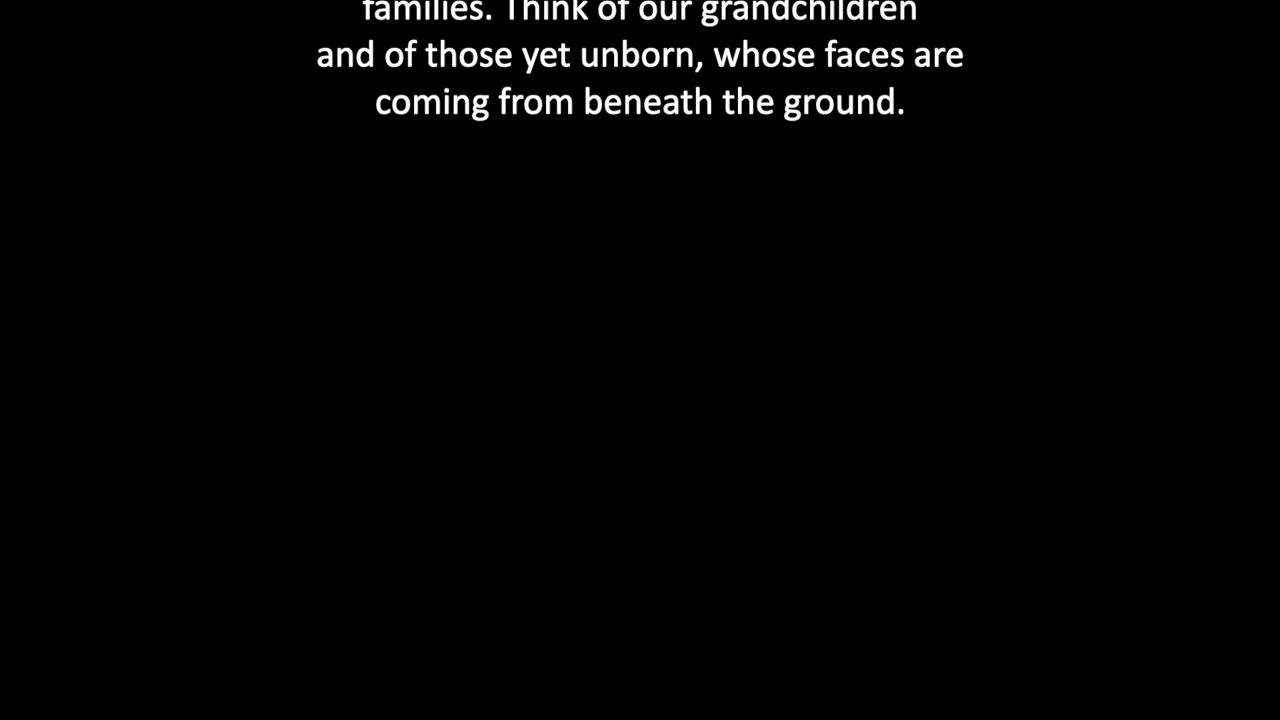 families. Think of our grandchildren
and of those yet unborn, whose faces are
coming from beneath the ground.